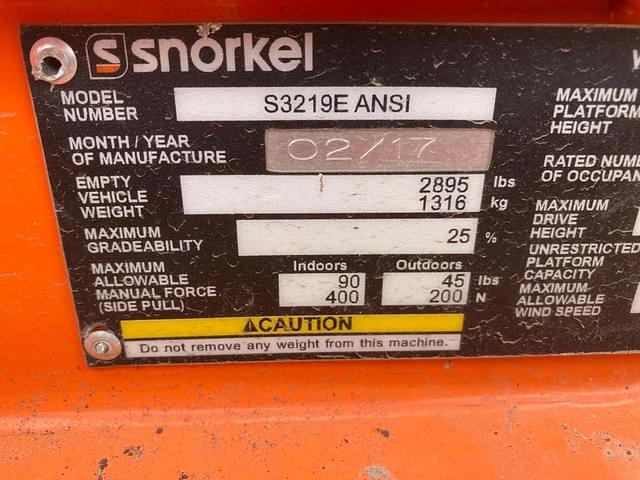 snorkel
MODEL NUMBER S3219E ANSI
MONTH / YEAR OF MANUFACTURE 02/17
EMPTY VEHICLE WEIGHT 2895 lbs
1316 kg
MAXIMUM GRADEABILITY 25 %
Indoors Outdoors
MAXIMUM ALLOWABLE MANUAL FORCE (SIDE PULL) 90 45 lbs
400 200 N
CAUTION
Do not remove any weight from this machine.
MAXIMUM
PLATFORM
HEIGHT
RATED
MAXIMUM
DRIVE
HEIGHT
UNRESTRICTED
PLATFORM
CAPACITY
MAXIMUM
ALLOWABLE
WIND SPEED